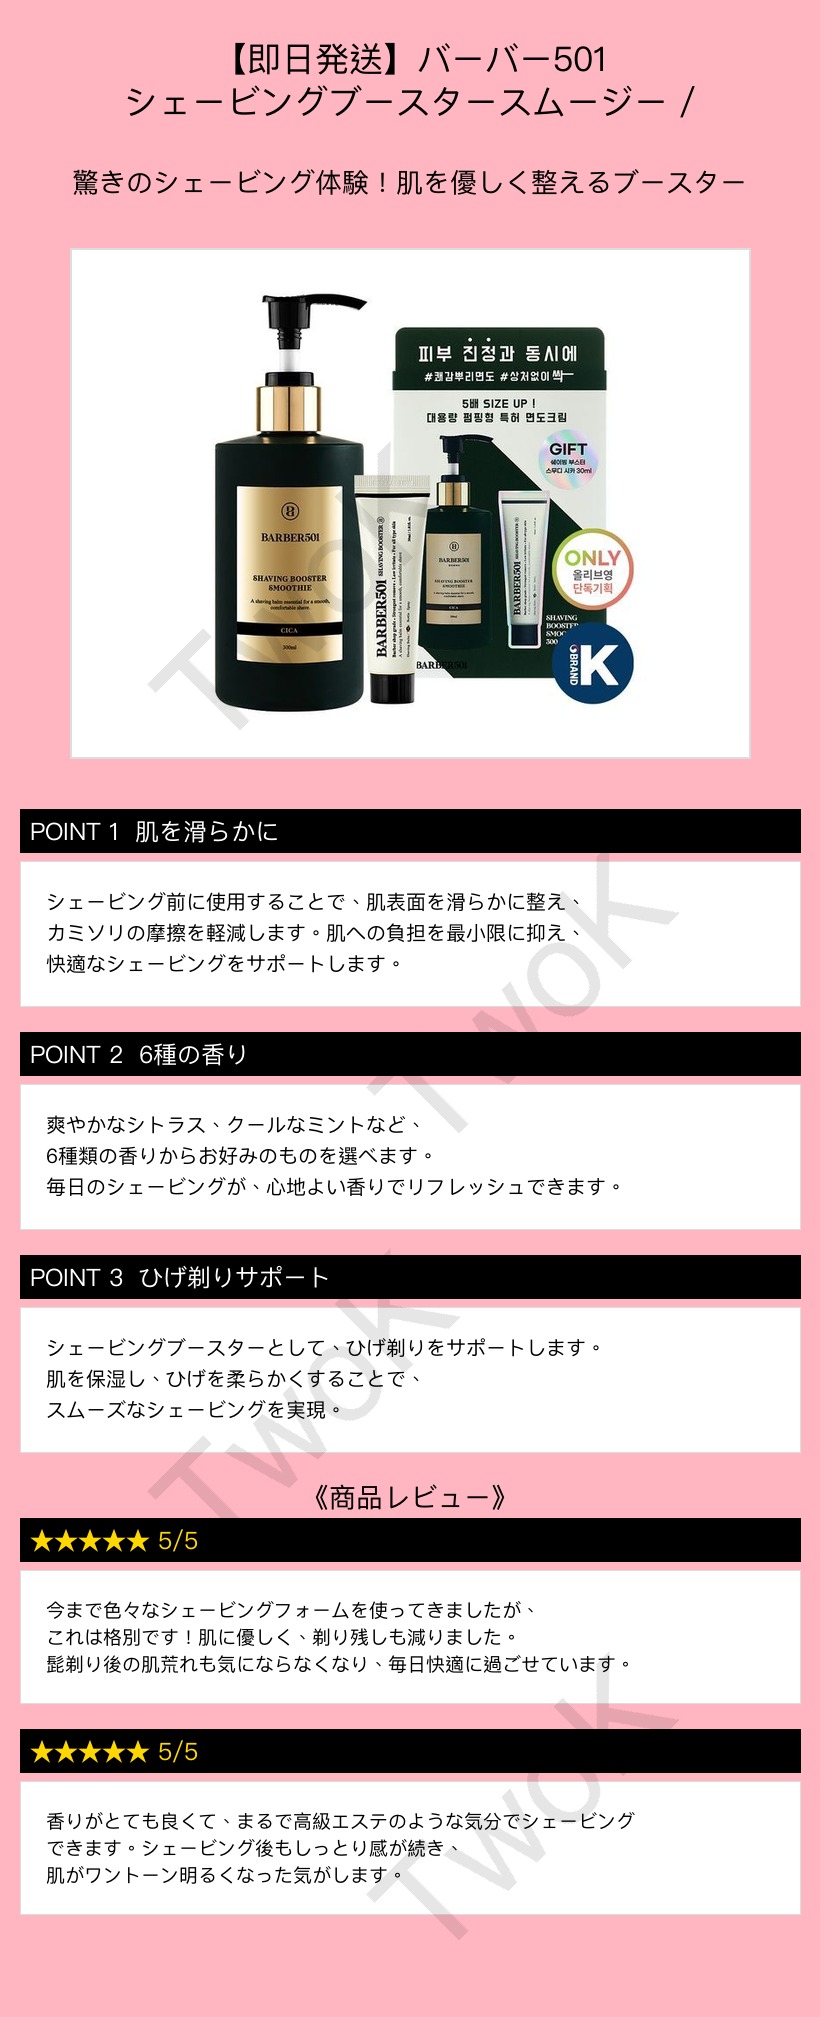 【即日発送】バーバー501
シェービングブースタースムージー /
驚きのシェービング体験！肌を優しく整えるブースター
피부 진정과 동시에
#쾌감뿌리면도 #상처없이 싹
5배 SIZE UP !
대용량 펌핑형 특허 면도크림
GIFT
쉐이빙 부스터
스무디 시카 30ml
ONLY
올리브영
단독기획
K
BRAND
BARBER501
SHAVING BOOSTER
SMOOTHIE
A shaving balm essential for a smooth,
comfortable shave.
CICA
300ml
BARBER501 SHAVING BOOSTER
BARBER501
SHAVING BOOSTER
SMOOTHIE
CICA
BARBER501 SHAVING BOOSTER
SHAVING
BOOSTER
BARBER501
POINT 1 肌を滑らかに
シェービング前に使用することで、肌表面を滑らかに整え、
カミソリの摩擦を軽減します。肌への負担を最小限に抑え、
快適なシェービングをサポートします。
POINT 2 6種の香り
爽やかなシトラス、クールなミントなど、
6種類の香りからお好みのものを選べます。
毎日のシェービングが、心地よい香りでリフレッシュできます。
POINT 3 ひげ剃りサポート
シェービングブースターとして、ひげ剃りをサポートします。
肌を保湿し、ひげを柔らかくすることで、
スムーズなシェービングを実現。
《商品レビュー》
★★★★★ 5/5
今まで色々なシェービングフォームを使ってきましたが、
これは格別です！肌に優しく、剃り残しも減りました。
髭剃り後の肌荒れも気にならなくなり、毎日快適に過ごせています。
★★★★★ 5/5
香りがとても良くて、まるで高級エステのような気分でシェービング
できます。シェービング後もしっとり感が続き、
肌がワントーン明るくなった気がします。
TwoK
TwoK
TwoK
TwoK